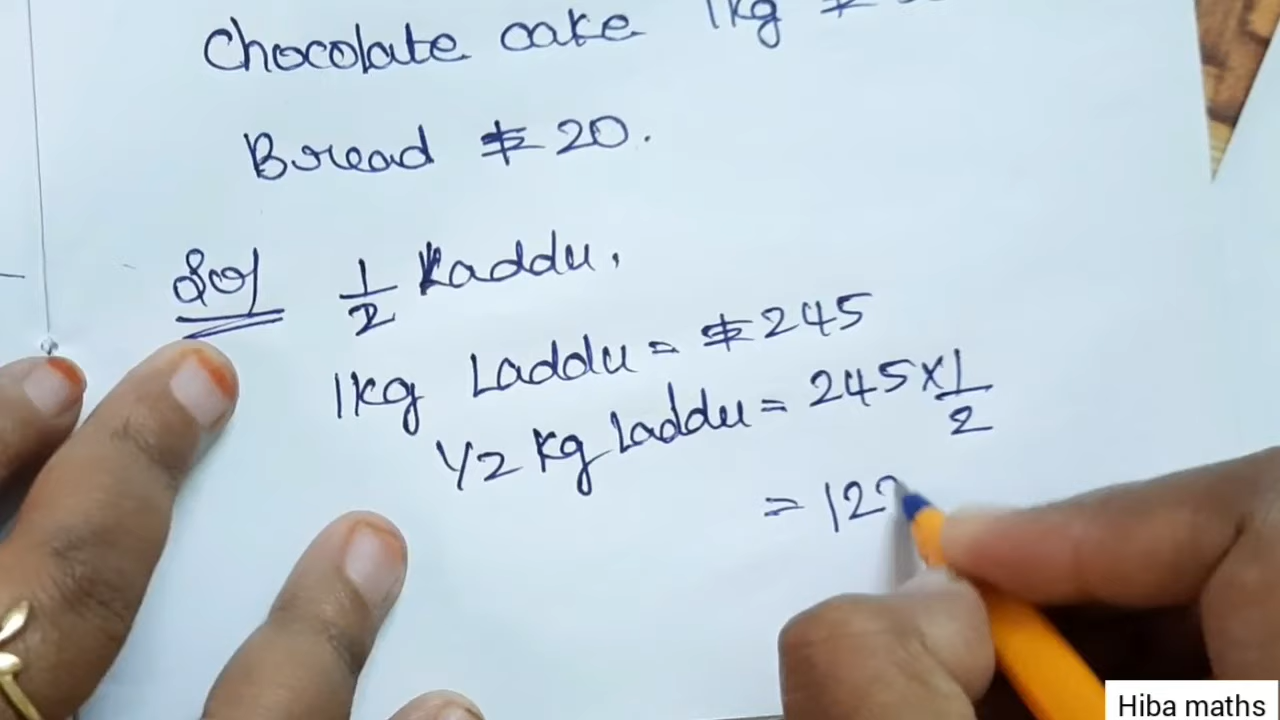 Chocolate cake 1kg ₹
Bread ₹ 20.
Sol 1/2 Laddu,
1kg Laddu = ₹ 245
1/2 kg Laddu = 245 × 1/2
= 122
Hiba maths